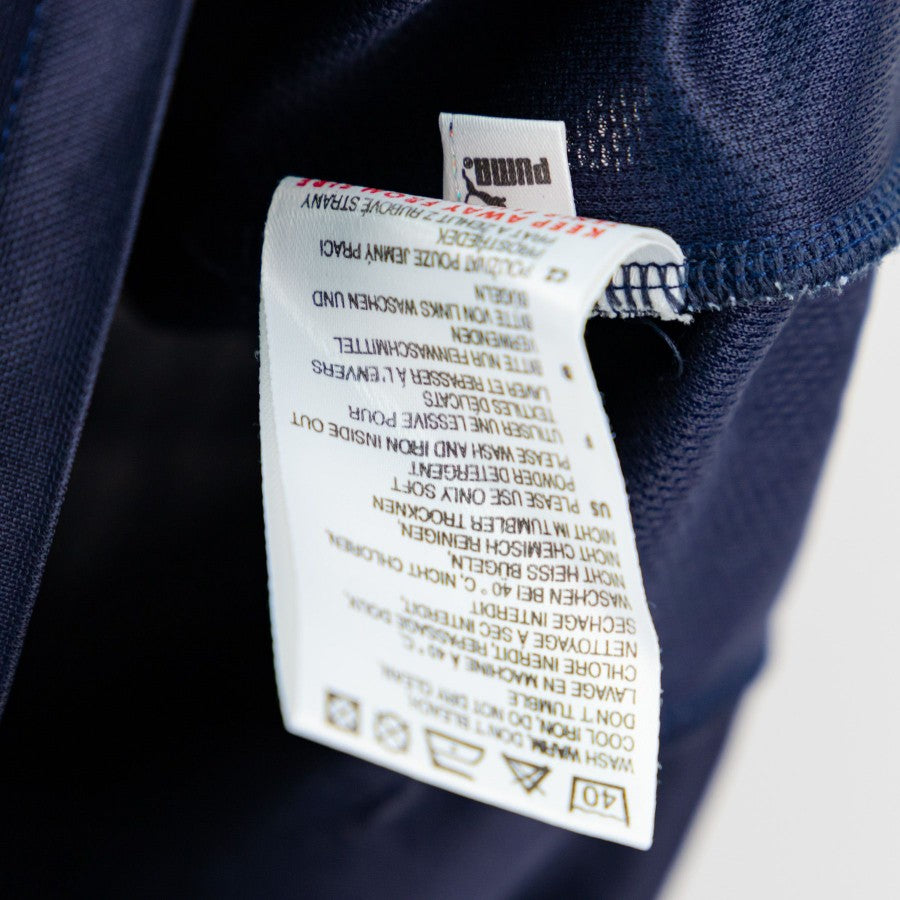 PUMA®
40
WASH WARM, DON'T BLEACH
COOL IRON, DO NOT DRY CLEAN,
DON'T TUMBLE
LAVAGE EN MACHINE A 40°C.
CHLORE INERDIT, REPASSAGE DOUX,
NETTOYAGE A SEC INTERDIT,
SECHAGE INTERDIT
WASCHEN BEI 40°C, NICHT CHLOREN,
NICHT HEISS BÜGELN,
NICHT CHEMISCH REINIGEN,
NICHT IM TUMBLER TROCKNEN
US PLEASE USE ONLY SOFT
POWDER DETERGENT
PLEASE WASH AND IRON INSIDE OUT
F UTILISER UNE LESSIVE POUR
TEXTILES DÉLICATS
LAVER ET REPASSER À L'ENVERS
BITTE NUR FEINWASCHMITTEL
VERWENDEN
BITTE VON LINKS WASCHEN UND
BÜGELN
CZ POUŽÍVAT POUZE JEMNÝ PRACÍ
PROSTŘEDEK
PRÁT A ŽEHLIT Z RUBOVÉ STRANY
KEEP AWAY FROM FIRE